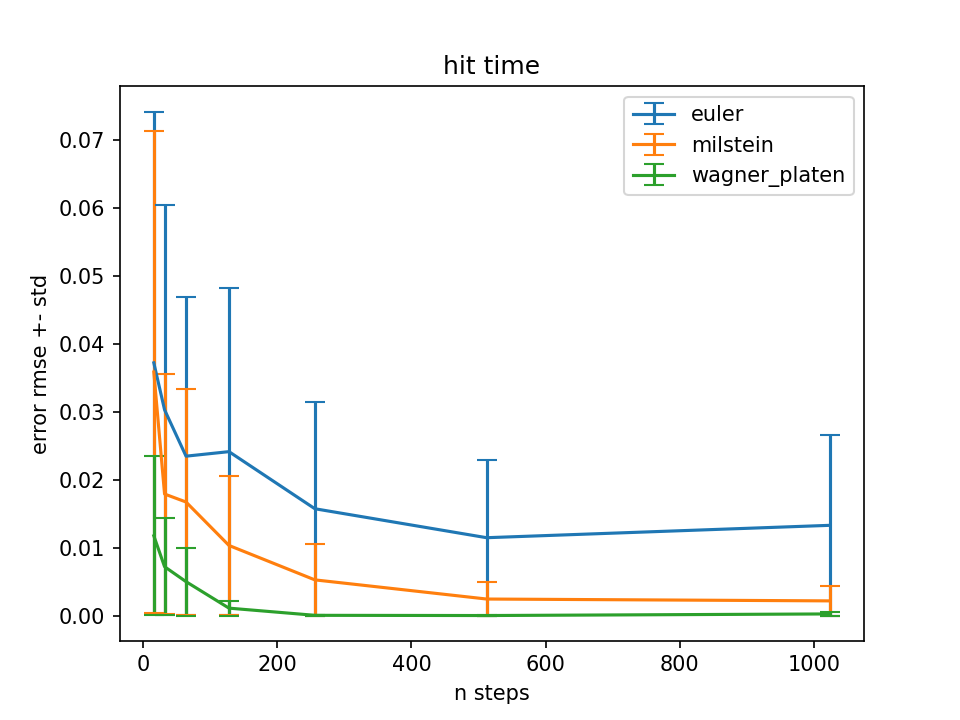 hit time
euler
milstein
wagner_platen
error rmse +- std
0.07
0.06
0.05
0.04
0.03
0.02
0.01
0.00
0 200 400 600 800 1000
n steps